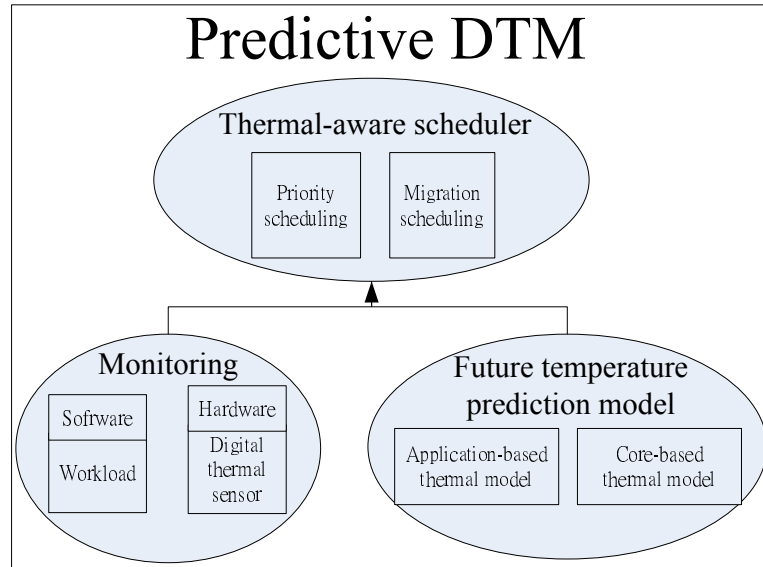 Predictive DTM
Thermal-aware scheduler
Priority
scheduling
Migration
scheduling
Monitoring
Sofrware
Workload
Hardware
Digital
thermal
sensor
Future temperature
prediction model
Application-based
thermal model
Core-based
thermal model